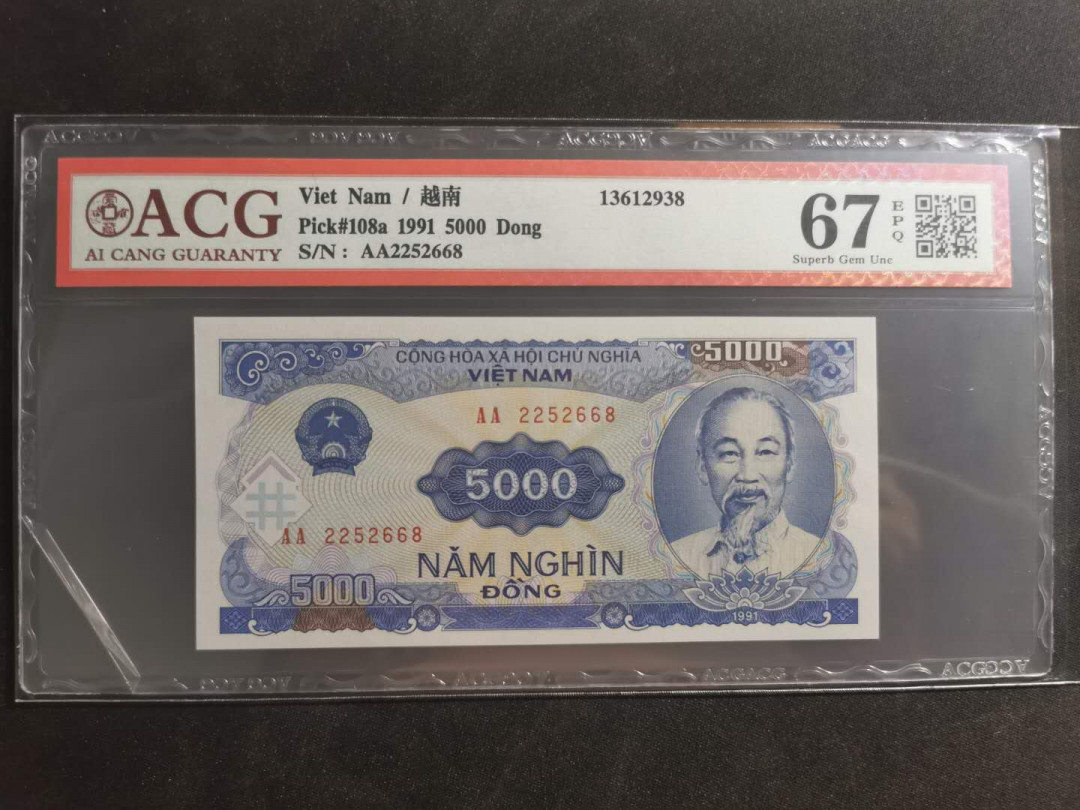 ACG
AI CANG GUARANTY
Viet Nam / 越南
Pick#108a 1991 5000 Dong
S/N : AA2252668
13612938
67
EPQ
Superb Gem Unc
CỘNG HÒA XÃ HỘI CHỦ NGHĨA
VIỆT NAM
5000
AA 2252668
5000
AA 2252668
NĂM NGHÌN
ĐỒNG
5000
1991